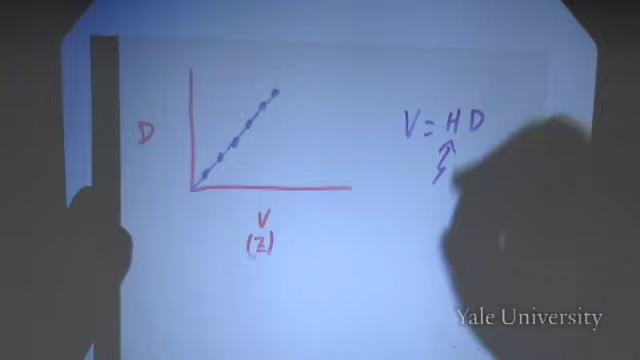 D
V = H D
V
(Z)
Yale University